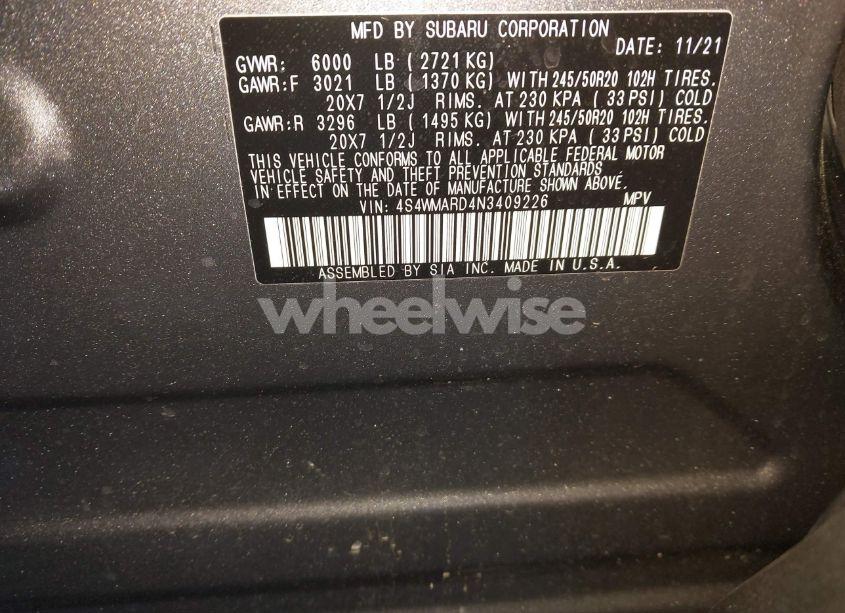 MFD BY SUBARU CORPORATION
DATE: 11/21
GVWR: 6000 LB ( 2721 KG)
GAWR:F 3021 LB ( 1370 KG) WITH 245/50R20 102H TIRES.
20X7 1/2J RIMS. AT 230 KPA ( 33 PSI) COLD
GAWR:R 3296 LB ( 1495 KG) WITH 245/50R20 102H TIRES.
20X7 1/2J RIMS. AT 230 KPA ( 33 PSI) COLD
THIS VEHICLE CONFORMS TO ALL APPLICABLE FEDERAL MOTOR
VEHICLE SAFETY AND THEFT PREVENTION STANDARDS
IN EFFECT ON THE DATE OF MANUFACTURE SHOWN ABOVE.
VIN: 4S4WMARD4N3409226 MPV
ASSEMBLED BY SIA INC. MADE IN U.S.A.
wheelwise